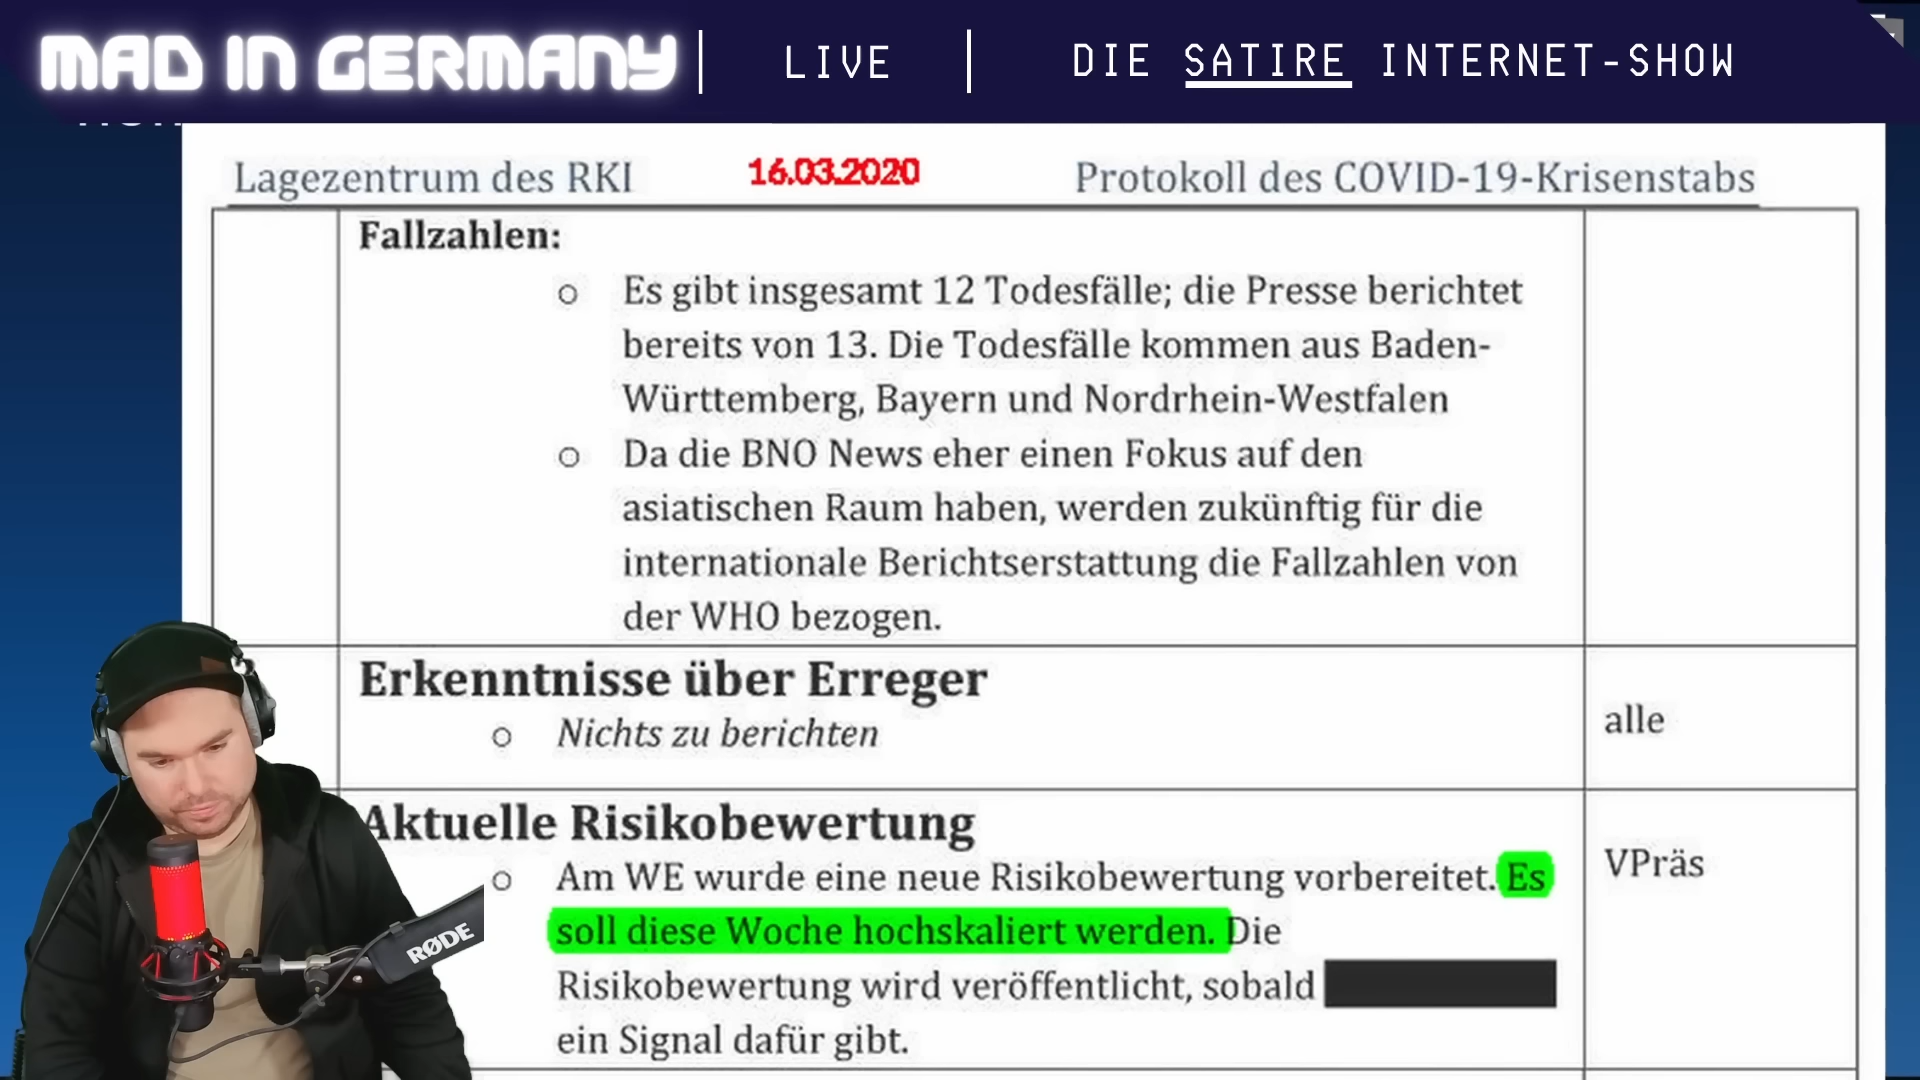 MAD IN GERMANY | LIVE | DIE SATIRE INTERNET-SHOW
Lagezentrum des RKI 16.03.2020 Protokoll des COVID-19-Krisenstabs
Fallzahlen:
o Es gibt insgesamt 12 Todesfälle; die Presse berichtet
bereits von 13. Die Todesfälle kommen aus Baden-
Württemberg, Bayern und Nordrhein-Westfalen
o Da die BNO News eher einen Fokus auf den
asiatischen Raum haben, werden zukünftig für die
internationale Berichtserstattung die Fallzahlen von
der WHO bezogen.
Erkenntnisse über Erreger
o Nichts zu berichten
alle
Aktuelle Risikobewertung
o Am WE wurde eine neue Risikobewertung vorbereitet. Es
soll diese Woche hochskaliert werden. Die
Risikobewertung wird veröffentlicht, sobald
ein Signal dafür gibt.
VPräs
RØDE